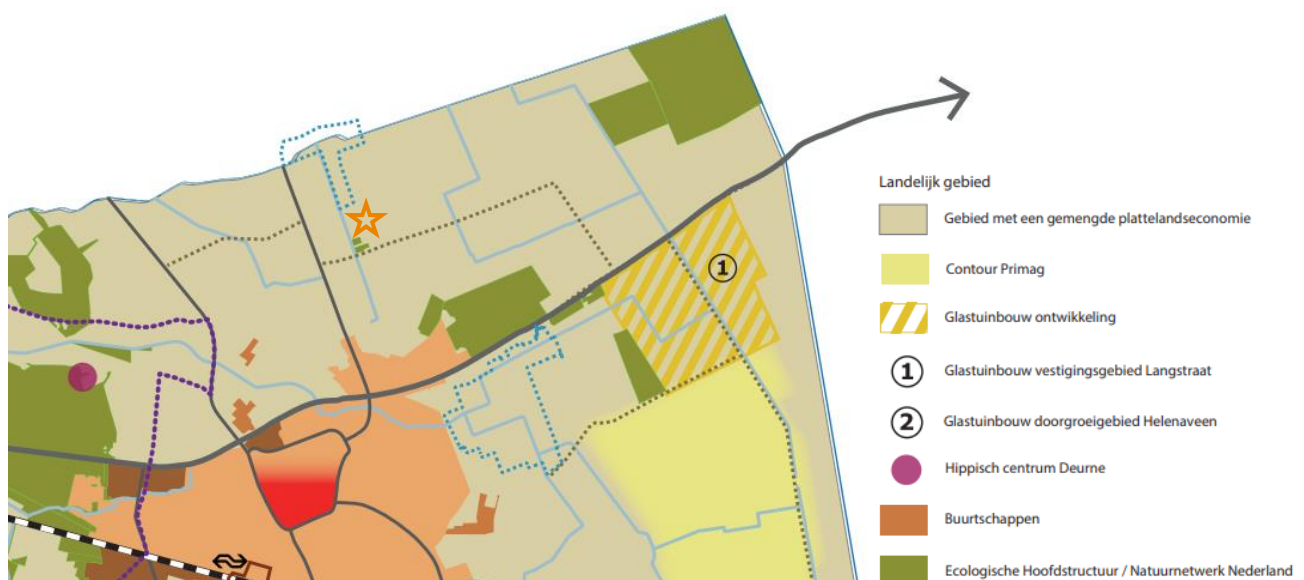 1
Landelijk gebied
Gebied met een gemengde plattelandseconomie
Contour Primag
Glastuinbouw ontwikkeling
1 Glastuinbouw vestigingsgebied Langstraat
2 Glastuinbouw doorgroeigebied Helenaveen
Hippisch centrum Deurne
Buurtschappen
Ecologische Hoofdstructuur / Natuurnetwerk Nederland